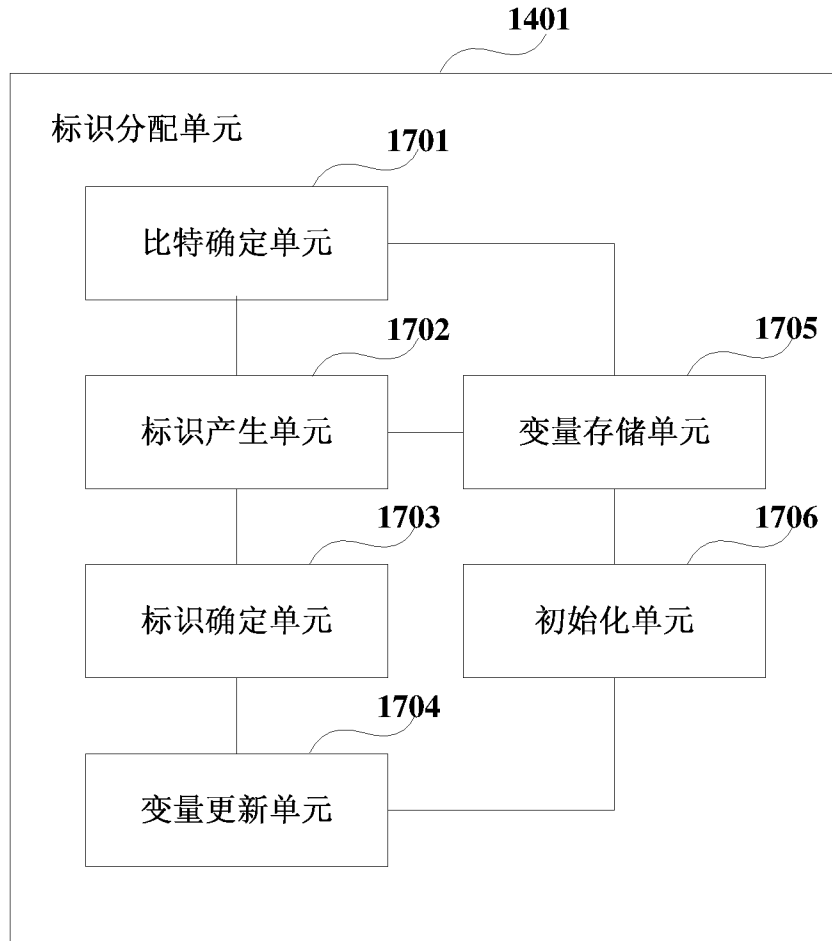 1401
标识分配单元
1701
比特确定单元
1702
标识产生单元
1705
变量存储单元
1703
标识确定单元
1706
初始化单元
1704
变量更新单元